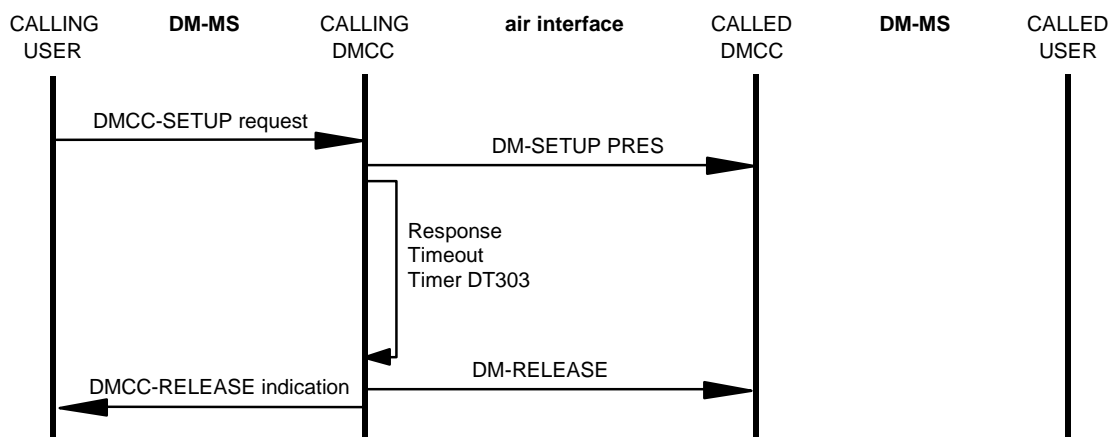 CALLING
USER
DM-MS
CALLING
DMCC
air interface
CALLED
DMCC
DM-MS
CALLED
USER
DMCC-SETUP request
DM-SETUP PRES
Response
Timeout
Timer DT303
DM-RELEASE
DMCC-RELEASE indication